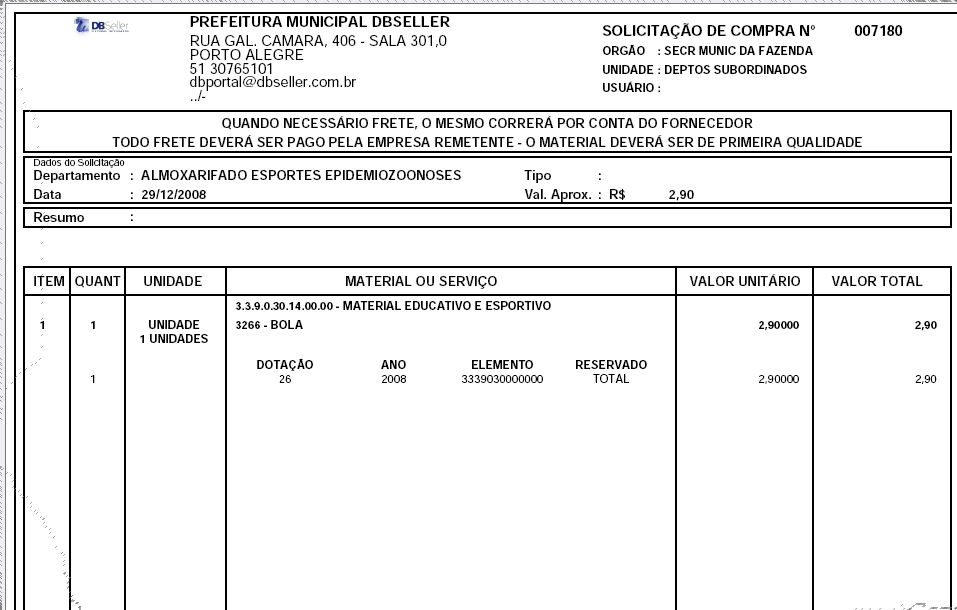 DBSeller
PREFEITURA MUNICIPAL DBSELLER
RUA GAL. CAMARA, 406 - SALA 301,0
PORTO ALEGRE
51 30765101
dbportal@dbseller.com.br
../-
SOLICITAÇÃO DE COMPRA N° 007180
ORGÃO : SECR MUNIC DA FAZENDA
UNIDADE : DEPTOS SUBORDINADOS
USUÁRIO :
QUANDO NECESSÁRIO FRETE, O MESMO CORRERÁ POR CONTA DO FORNECEDOR
TODO FRETE DEVERÁ SER PAGO PELA EMPRESA REMETENTE - O MATERIAL DEVERÁ SER DE PRIMEIRA QUALIDADE
Dados do Solicitação
Departamento : ALMOXARIFADO ESPORTES EPIDEMIOZOONOSES Tipo :
Data : 29/12/2008 Val. Aprox. : R$ 2,90
Resumo :
ITEM QUANT UNIDADE MATERIAL OU SERVIÇO VALOR UNITÁRIO VALOR TOTAL
3.3.9.0.30.14.00.00 - MATERIAL EDUCATIVO E ESPORTIVO
1 1 UNIDADE 3266 - BOLA 2,90000 2,90
1 UNIDADES
DOTAÇÃO ANO ELEMENTO RESERVADO
1 26 2008 3339030000000 TOTAL 2,90000 2,90